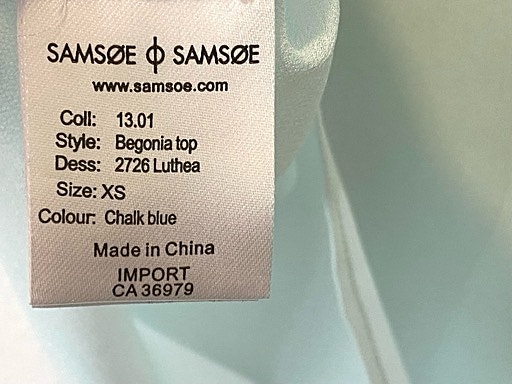 SAMSØE ϕ SAMSØE
www.samsoe.com
Coll: 13.01
Style: Begonia top
Dess: 2726 Luthea
Size: XS
Colour: Chalk blue
Made in China
IMPORT
CA 36979